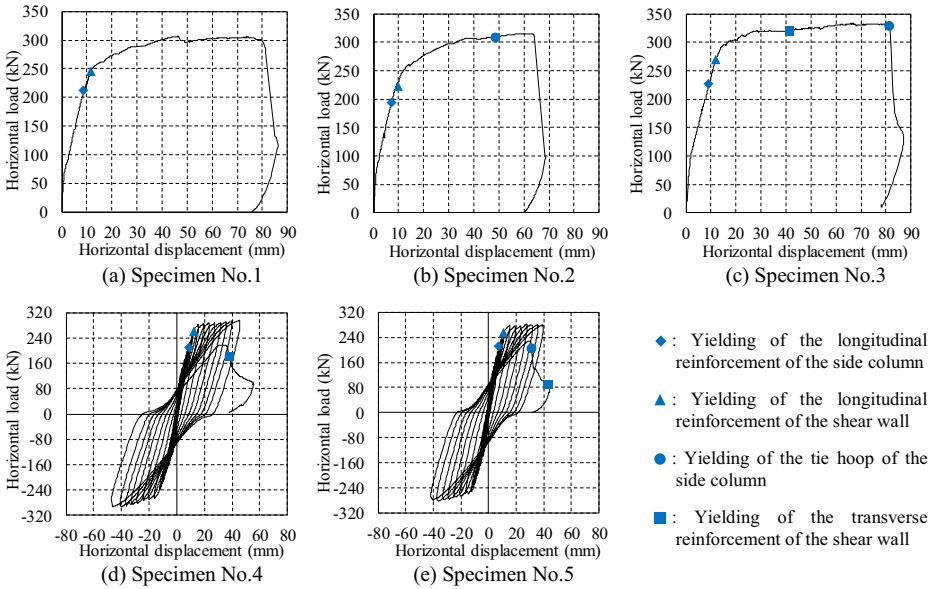 350
300
250
200
150
100
50
0
Horizontal load (kN)
0 10 20 30 40 50 60 70 80 90
Horizontal displacement (mm)
(a) Specimen No.1
350
300
250
200
150
100
50
0
Horizontal load (kN)
0 10 20 30 40 50 60 70 80 90
Horizontal displacement (mm)
(b) Specimen No.2
350
300
250
200
150
100
50
0
Horizontal load (kN)
0 10 20 30 40 50 60 70 80 90
Horizontal displacement (mm)
(c) Specimen No.3
320
240
160
80
0
-80
-160
-240
-320
Horizontal load (kN)
-80 -60 -40 -20 0 20 40 60 80
Horizontal displacement (mm)
(d) Specimen No.4
320
240
160
80
0
-80
-160
-240
-320
Horizontal load (kN)
-80 -60 -40 -20 0 20 40 60 80
Horizontal displacement (mm)
(e) Specimen No.5
: Yielding of the longitudinal
reinforcement of the side column
: Yielding of the longitudinal
reinforcement of the shear wall
: Yielding of the tie hoop of
the side column
: Yielding of the transverse
reinforcement of the shear wall